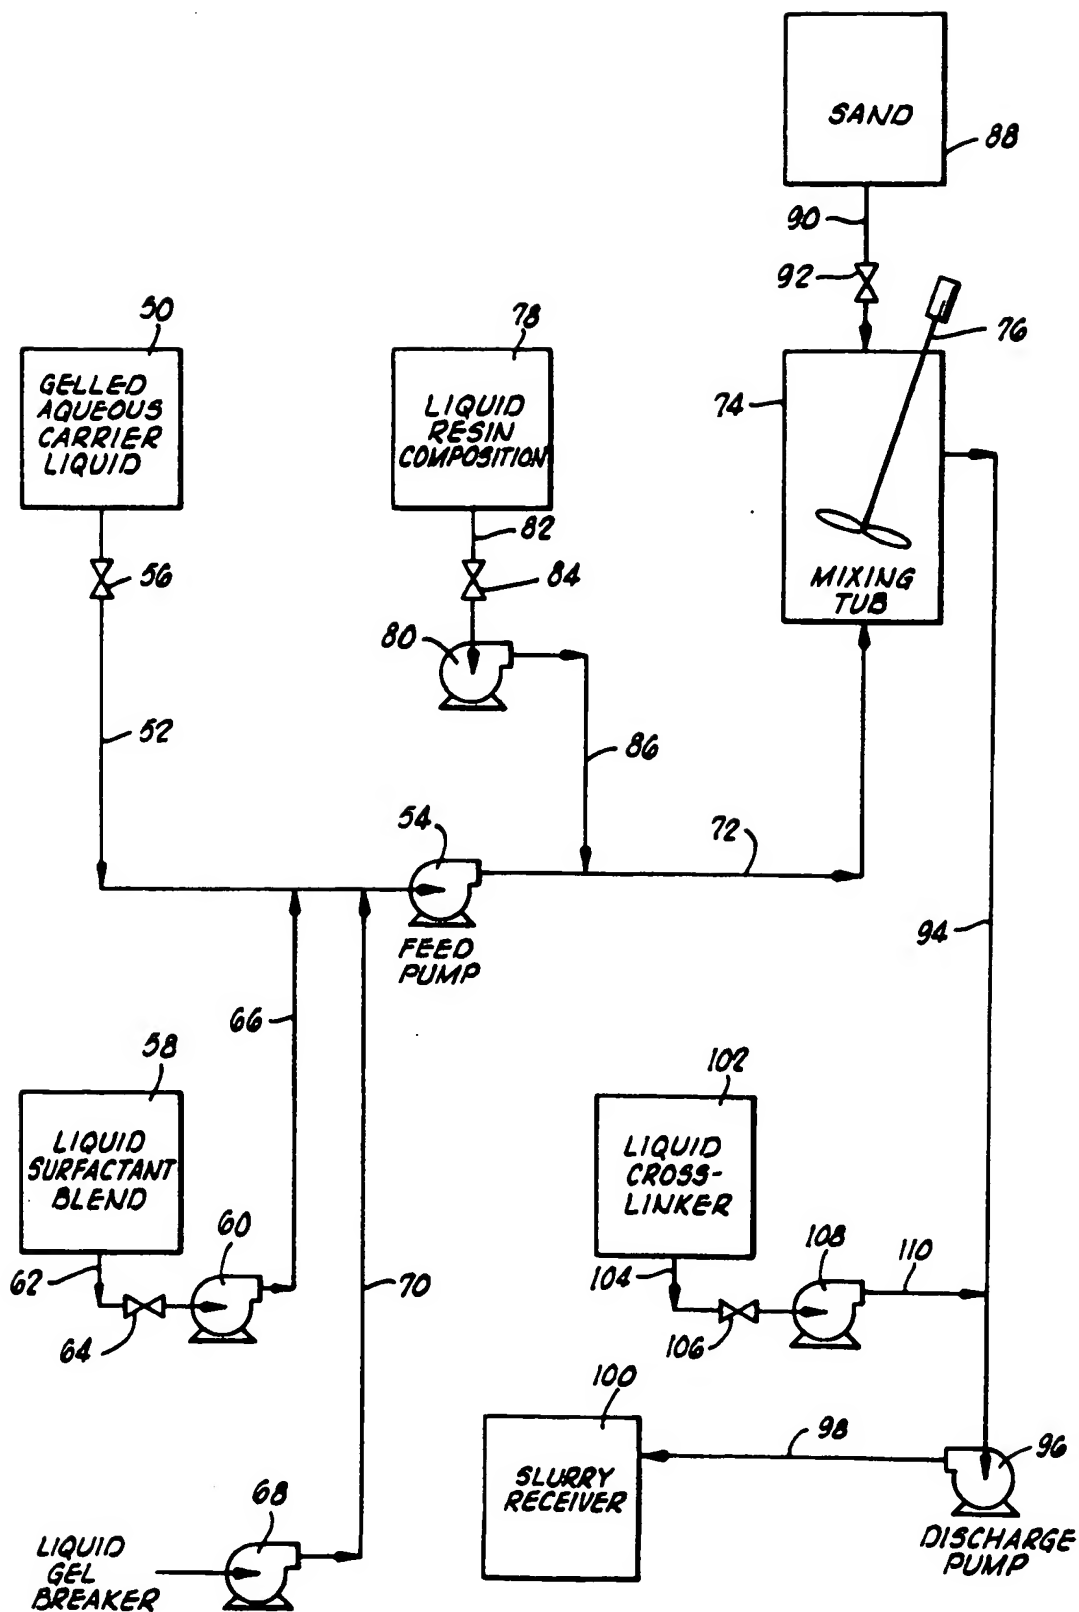 SAND
88
90
92
76
50
GELLED
AQUEOUS
CARRIER
LIQUID
56
52
78
LIQUID
RESIN
COMPOSITION
82
84
80
86
74
MIXING
TUB
54
FEED
PUMP
72
94
66
58
LIQUID
SURFACTANT
BLEND
62
64
60
70
102
LIQUID
CROSS-
LINKER
104
106
108
110
100
SLURRY
RECEIVER
98
96
DISCHARGE
PUMP
68
LIQUID
GEL
BREAKER